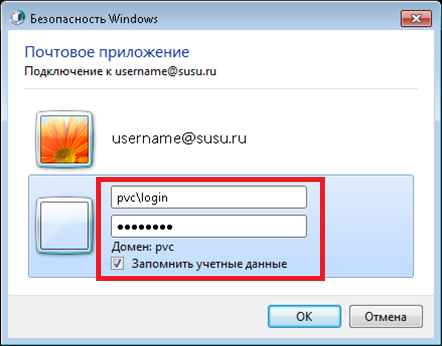 Безопасность Windows
Почтовое приложение
Подключение к username@susu.ru
username@susu.ru
pvc\login
●●●●●●●●
Домен: pvc
Запомнить учетные данные
ОК
Отмена